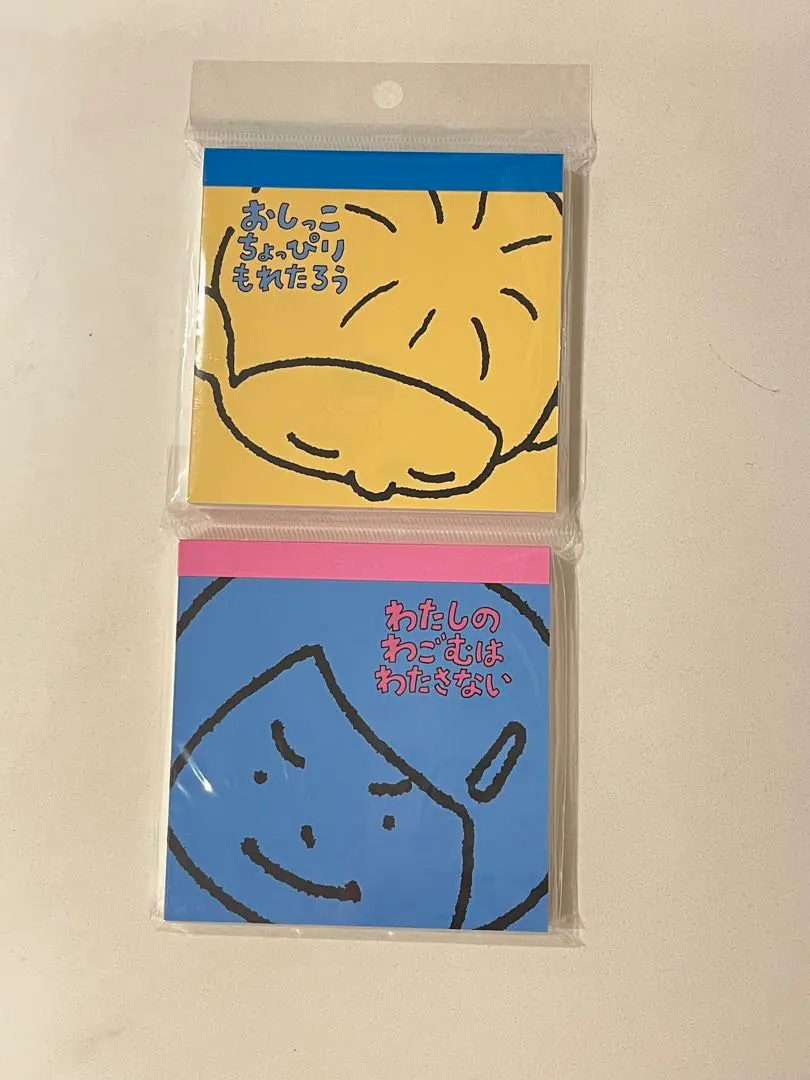 おしっこ
ちょっぴり
もれたろう
わたしの
わごむは
わたさない